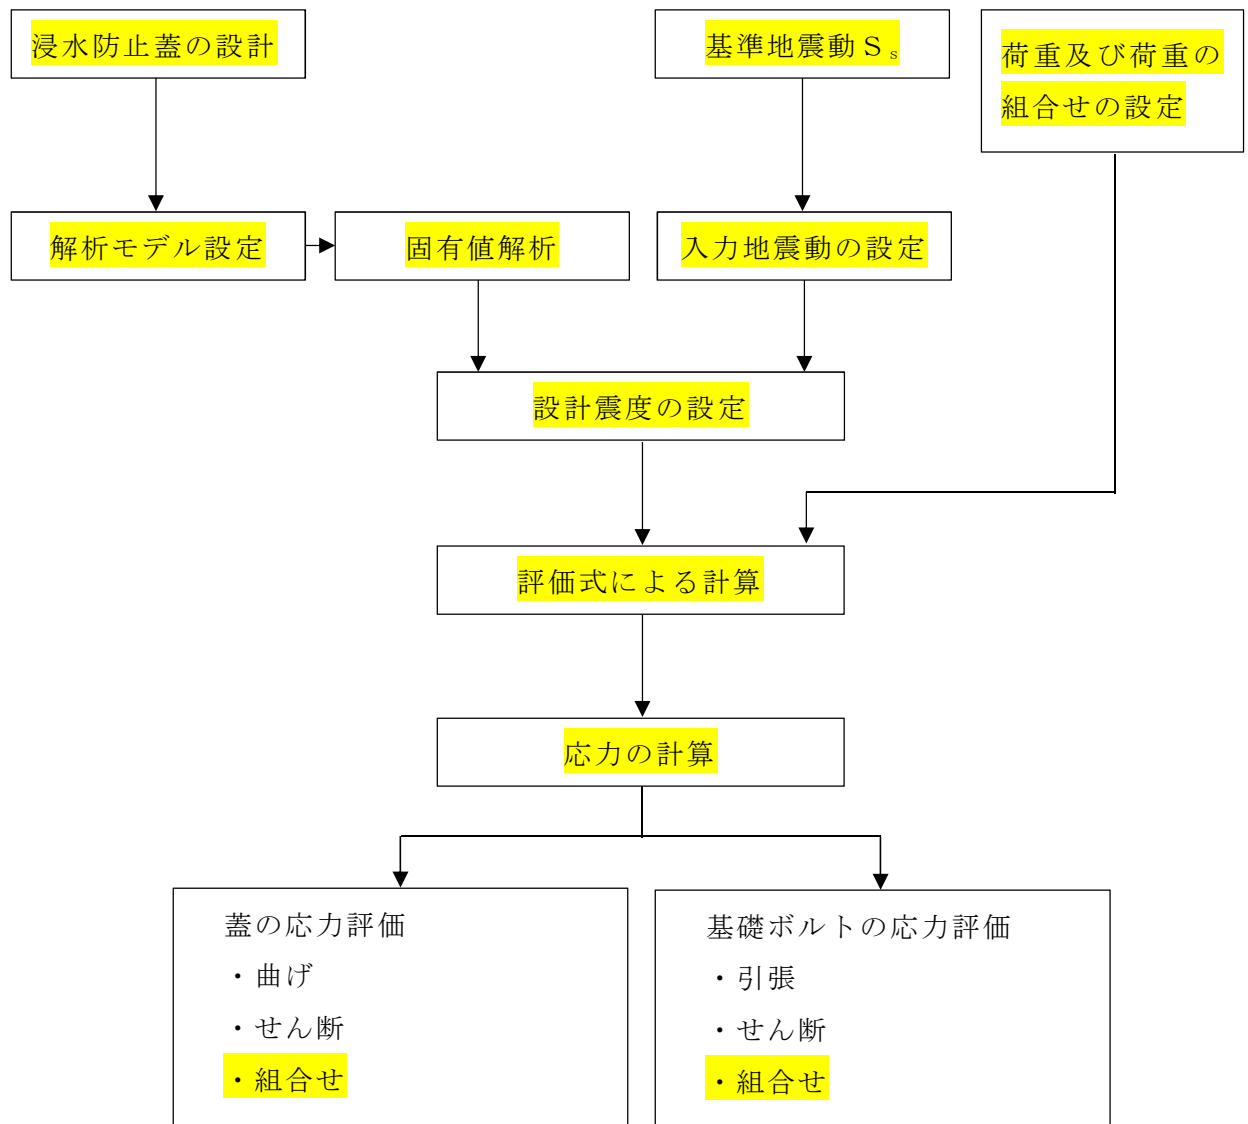 浸水防止蓋の設計
基準地震動Ｓs
荷重及び荷重の
組合せの設定
解析モデル設定
固有値解析
入力地震動の設定
設計震度の設定
評価式による計算
応力の計算
蓋の応力評価
・曲げ
・せん断
・組合せ
基礎ボルトの応力評価
・引張
・せん断
・組合せ